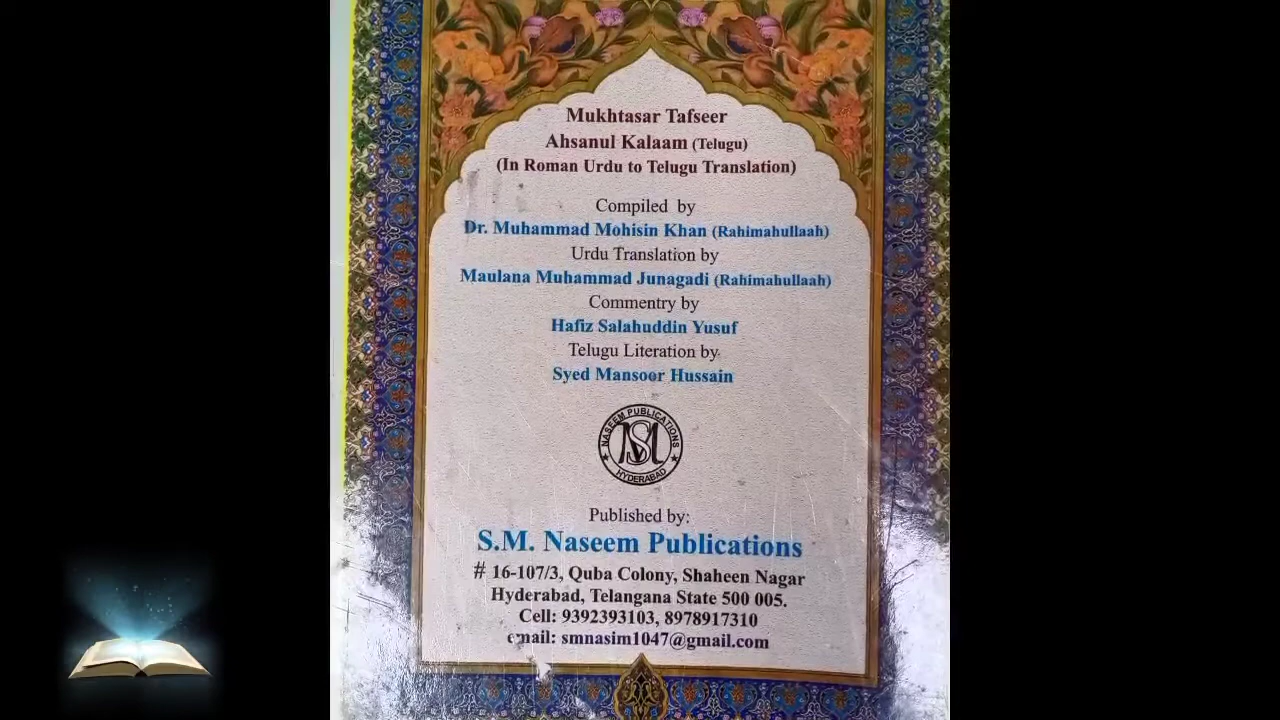 Mukhtasar Tafseer
Ahsanul Kalaam (Telugu)
(In Roman Urdu to Telugu Translation)
Compiled by
Dr. Muhammad Mohisin Khan (Rahimahullaah)
Urdu Translation by
Maulana Muhammad Junagadi (Rahimahullaah)
Commentry by
Hafiz Salahuddin Yusuf
Telugu Literation by
Syed Mansoor Hussain
NASEEM PUBLICATIONS
SM
HYDERABAD
Published by:
S.M. Naseem Publications
# 16-107/3, Quba Colony, Shaheen Nagar
Hyderabad, Telangana State 500 005.
Cell: 9392393103, 8978917310
email: smnasim1047@gmail.com